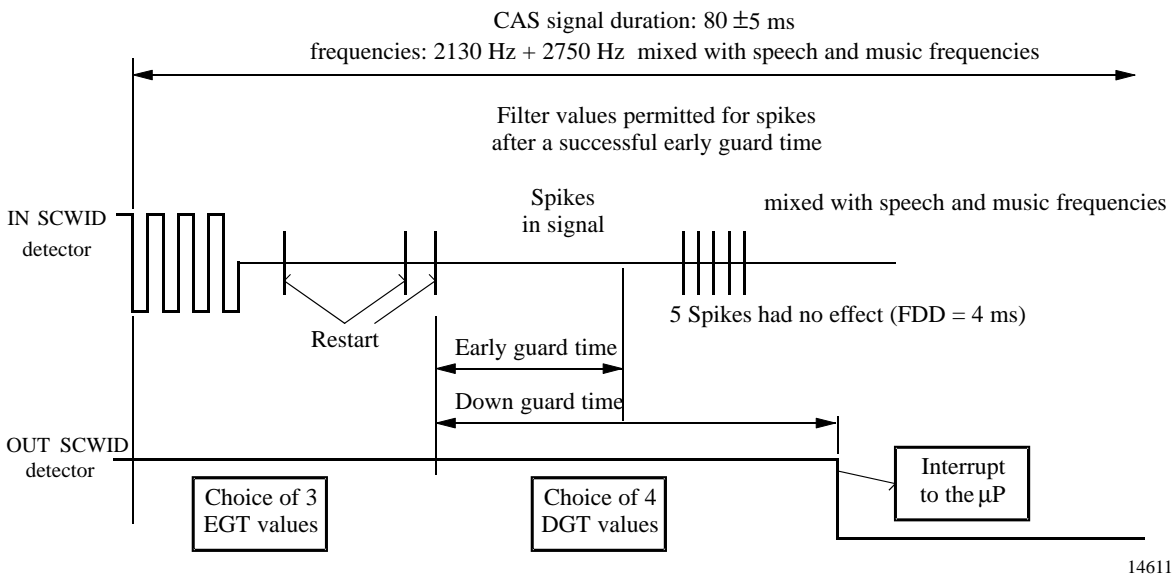 CAS signal duration: 80 ±5 ms
frequencies: 2130 Hz + 2750 Hz mixed with speech and music frequencies
Filter values permitted for spikes
after a successful early guard time
IN SCWID
detector
Spikes
in signal
mixed with speech and music frequencies
Restart
5 Spikes had no effect (FDD = 4 ms)
Early guard time
Down guard time
OUT SCWID
detector
Choice of 3
EGT values
Choice of 4
DGT values
Interrupt
to the µP
14611